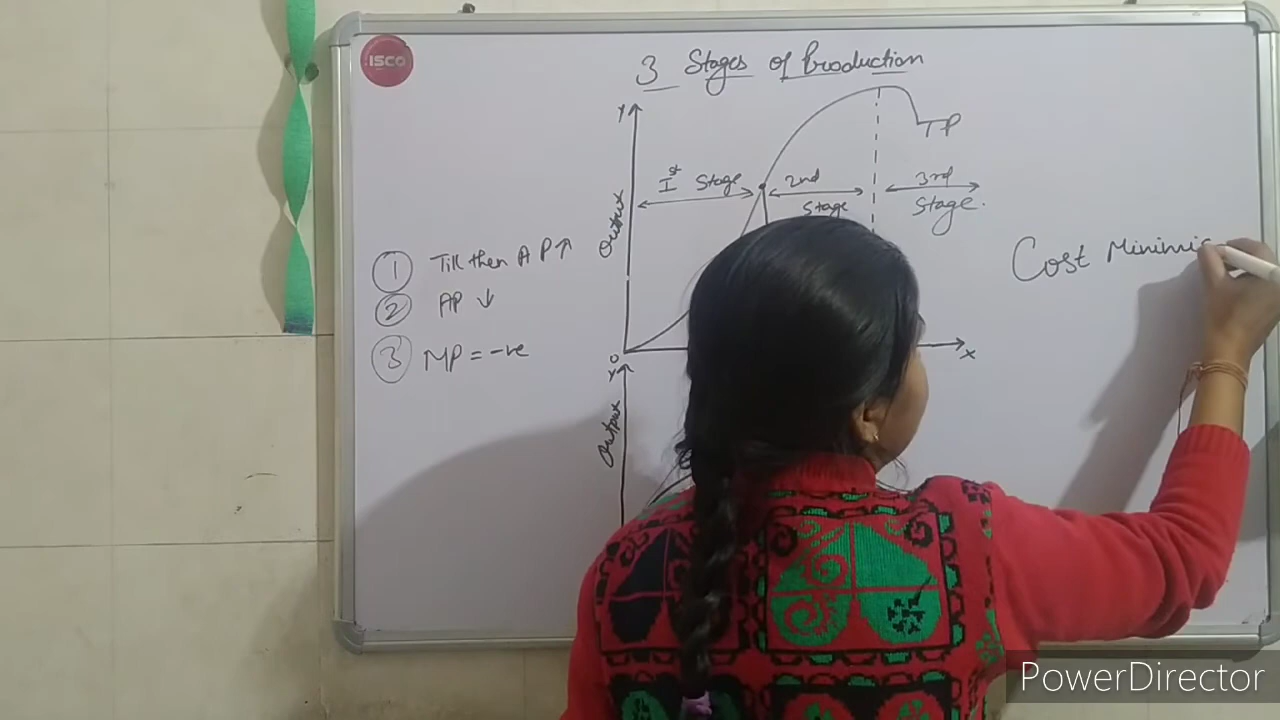 ISCO
3 Stages of Production
Y
TP
Ist Stage
2nd Stage
3rd Stage.
Output
① Till then AP↑
② AP ↓
③ MP = -ve
Cost Minimis
O
X
Y
Output
PowerDirector